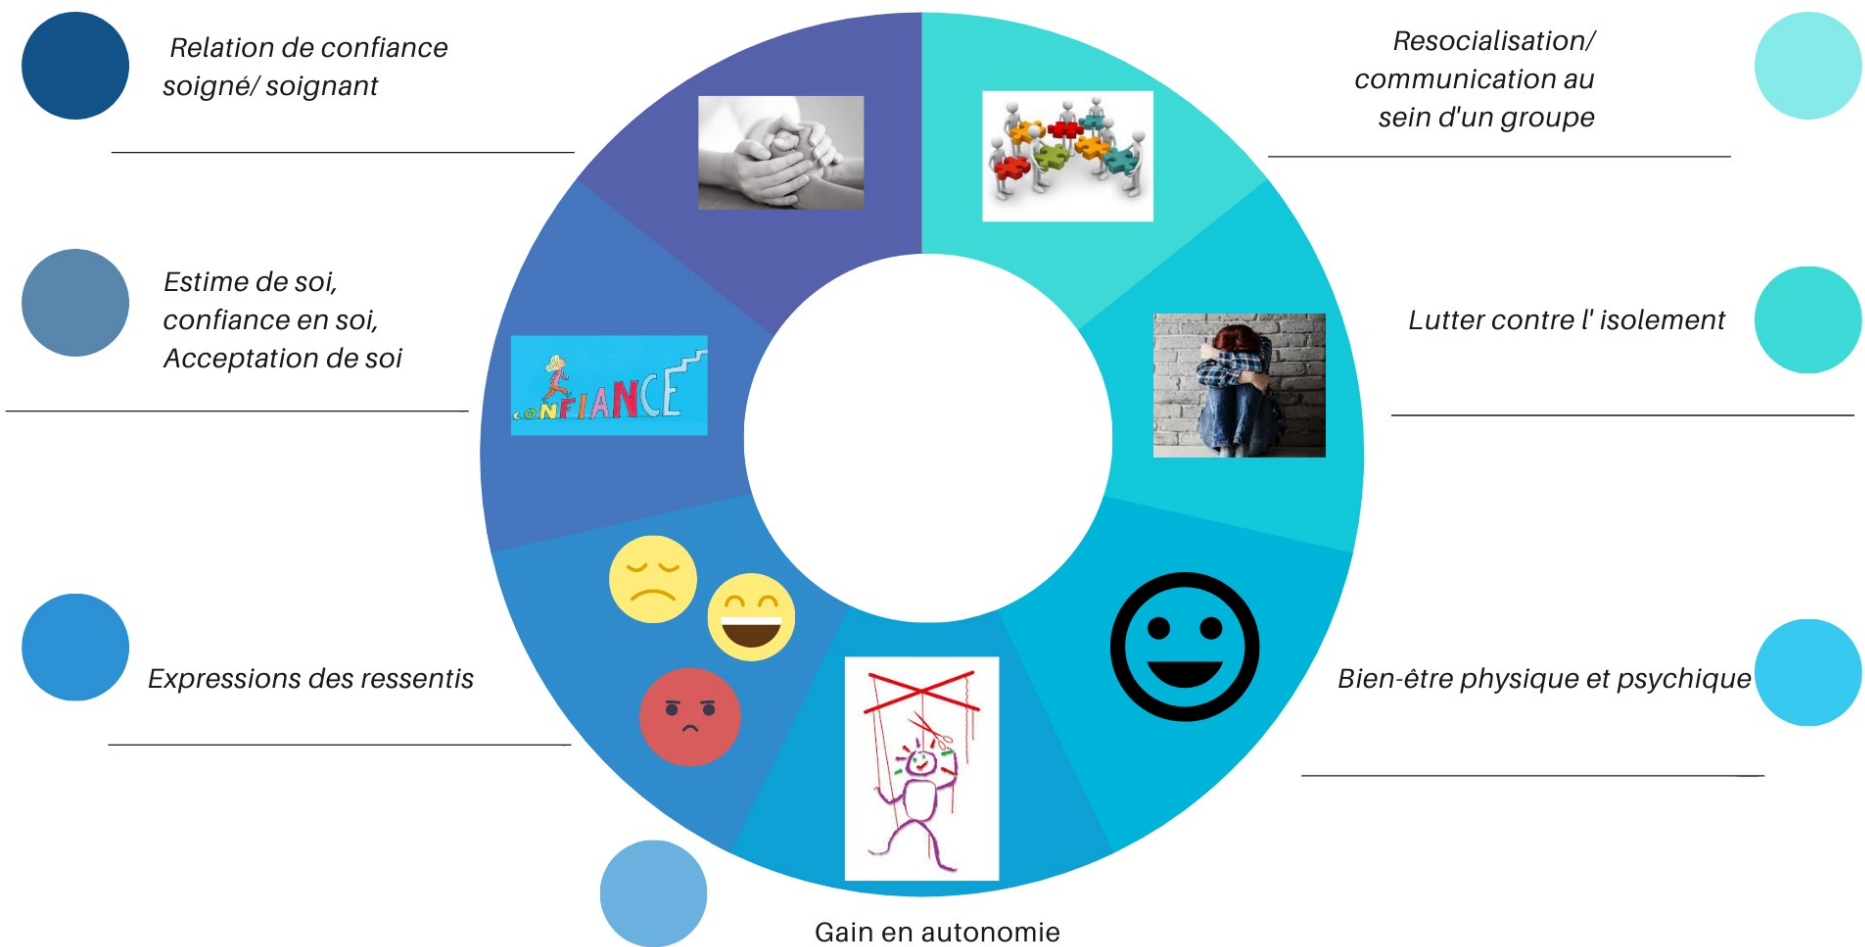 Relation de confiance
soigné/ soignant
Resocialisation/
communication au
sein d'un groupe
Estime de soi,
confiance en soi,
Acceptation de soi
CONFIANCE
Lutter contre l' isolement
Expressions des ressentis
Bien-être physique et psychique
Gain en autonomie